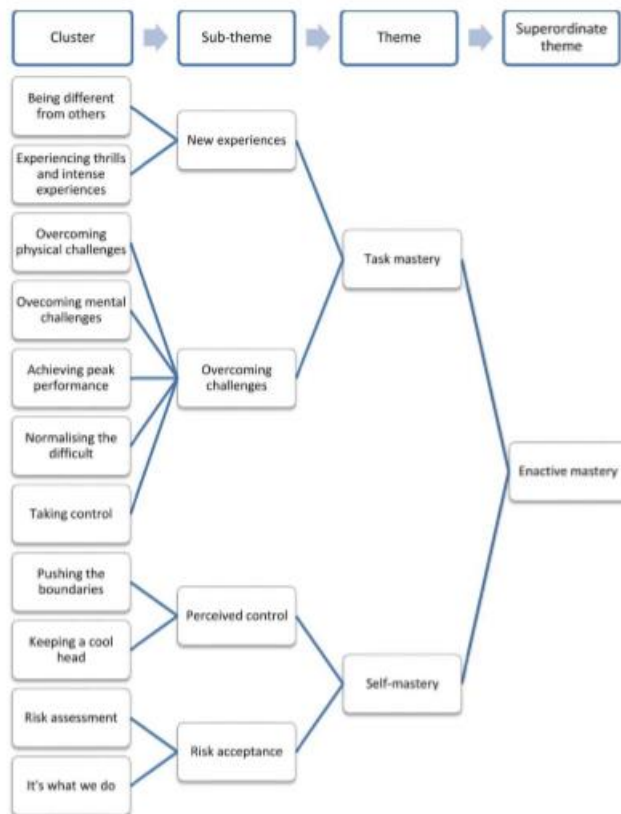 Cluster
Sub-theme
Theme
Superordinate
theme
Being different
from others
Experiencing thrills
and intense
experiences
New experiences
Overcoming
physical challenges
Ovecoming mental
challenges
Achieving peak
performance
Normalising the
difficult
Taking control
Overcoming
challenges
Task mastery
Pushing the
boundaries
Keeping a cool
head
Perceived control
Risk assessment
It's what we do
Risk acceptance
Self-mastery
Enactive mastery